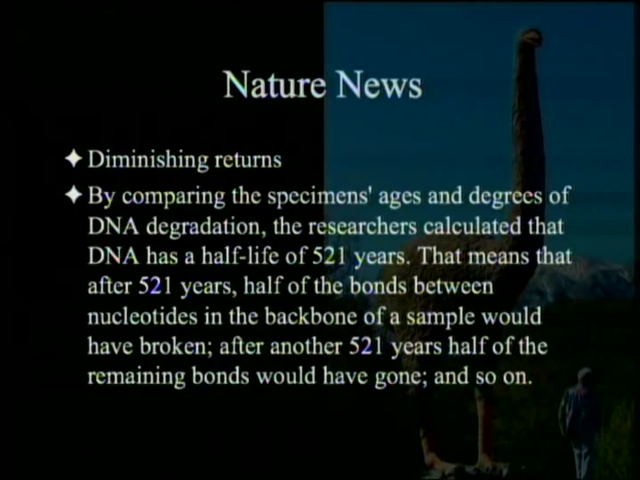 Nature News
Diminishing returns
By comparing the specimens' ages and degrees of
DNA degradation, the researchers calculated that
DNA has a half-life of 521 years. That means that
after 521 years, half of the bonds between
nucleotides in the backbone of a sample would
have broken; after another 521 years half of the
remaining bonds would have gone; and so on.